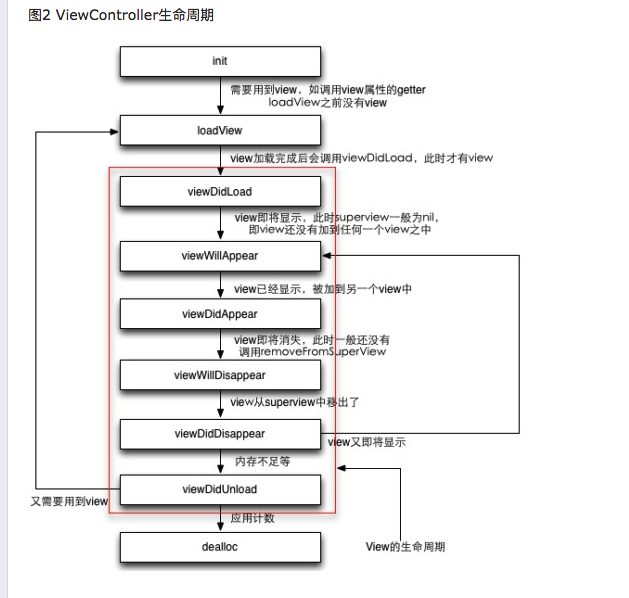 图2 ViewController生命周期
init
需要用到view，如调用view属性的getter
loadView之前没有view
loadView
view加载完成后会调用viewDidLoad，此时才有view
viewDidLoad
view即将显示，此时superview一般为nil，
即view还没有加到任何一个view之中
viewWillAppear
view已经显示，被加到另一个view中
viewDidAppear
view即将消失，此时一般还没有
调用removeFromSuperView
viewWillDisappear
view从superview中移出了
viewDidDisappear
view又即将显示
内存不足等
viewDidUnload
又需要用到view
应用计数
dealloc
View的生命周期